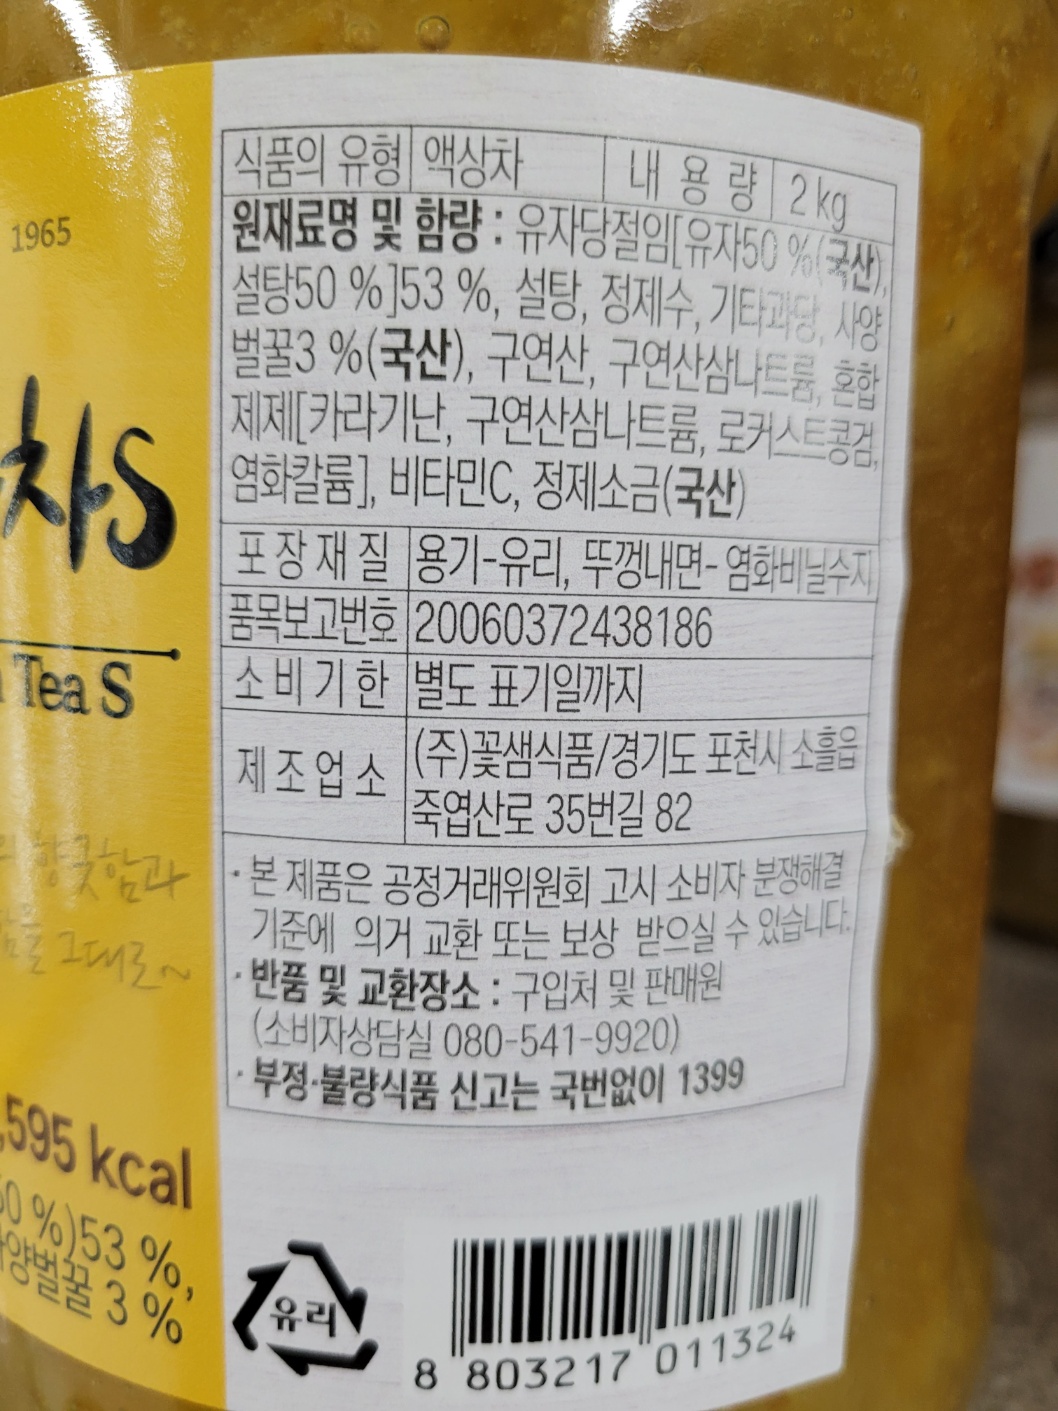 1965
차S
Tea S
향긋함과
그대로~
,595 kcal
50 %)53 %,
사양벌꿀 3 %
식품의 유형 액상차 내 용 량 2 kg
원재료명 및 함량 : 유자당절임[유자50 %(국산),
설탕50 %]53 %, 설탕, 정제수, 기타과당, 사양
벌꿀3 %(국산), 구연산, 구연산삼나트륨, 혼합
제제[카라기난, 구연산삼나트륨, 로커스트콩검,
염화칼륨], 비타민C, 정제소금(국산)
포 장 재 질 용기-유리, 뚜껑내면- 염화비닐수지
품목보고번호 20060372438186
소 비 기 한 별도 표기일까지
제 조 업 소 (주)꽃샘식품/경기도 포천시 소흘읍
죽엽산로 35번길 82
· 본 제품은 공정거래위원회 고시 소비자 분쟁해결
기준에 의거 교환 또는 보상 받으실 수 있습니다.
· 반품 및 교환장소 : 구입처 및 판매원
(소비자상담실 080-541-9920)
· 부정·불량식품 신고는 국번없이 1399
유리
8 803217 011324